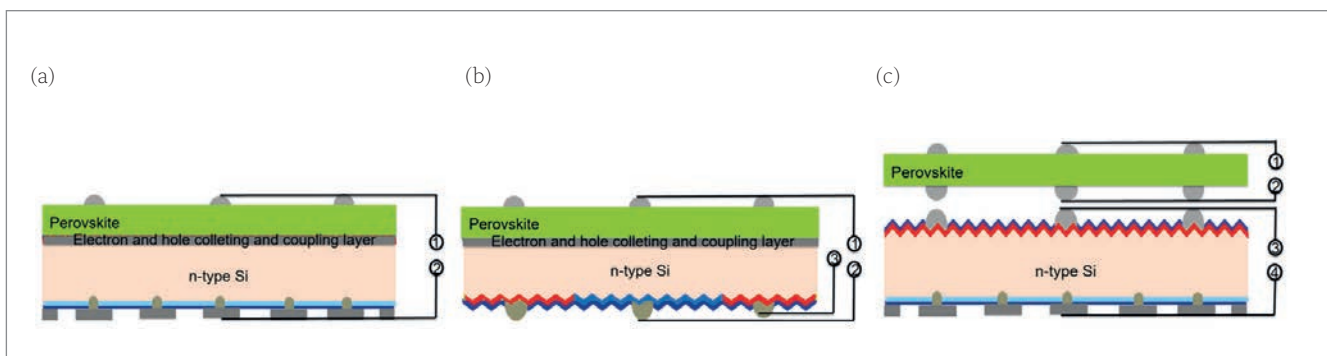 (a)
(b)
(c)
Perovskite
Electron and hole colleting and coupling layer
n-type Si
1
2
Perovskite
Electron and hole colleting and coupling layer
n-type Si
3
1
2
Perovskite
1
2
n-type Si
3
4